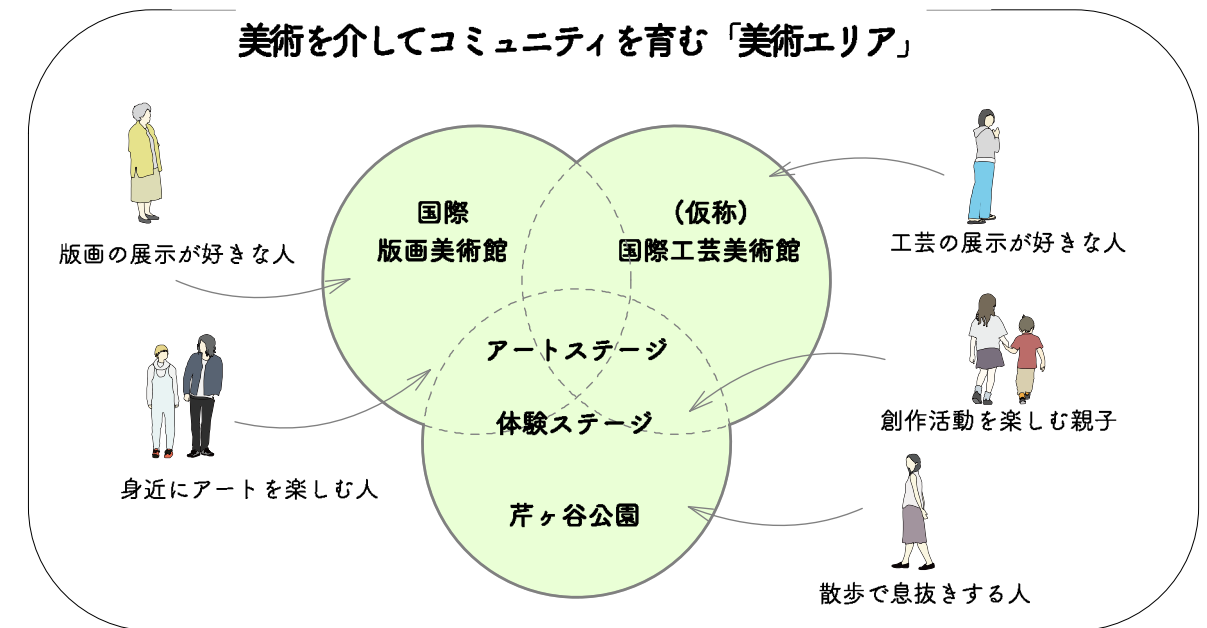 美術を介してコミュニティを育む「美術エリア」
国際
版画美術館
（仮称）
国際工芸美術館
版画の展示が好きな人
工芸の展示が好きな人
アートステージ
体験ステージ
創作活動を楽しむ親子
身近にアートを楽しむ人
芹ヶ谷公園
散歩で息抜きする人